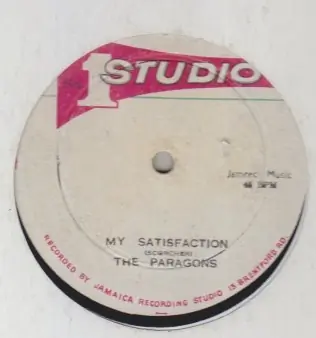 1 STUDIO
Jamrec Music
MY SATISFACTION
(SCORCHER)
THE PARAGONS
RECORDED BY JAMAICA RECORDING STUDIO 13 BRENTFORD RD.